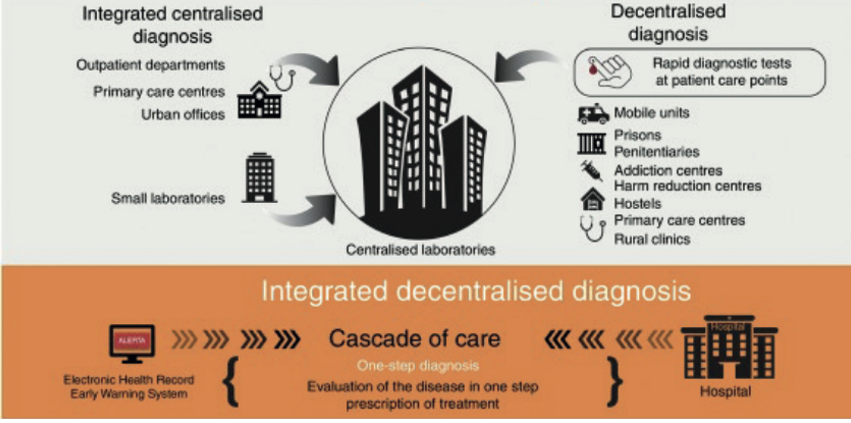 Integrated centralised
diagnosis
Outpatient departments
Primary care centres
Urban offices
Small laboratories
Centralised laboratories
Decentralised
diagnosis
Rapid diagnostic tests
at patient care points
Mobile units
Prisons
Penitentiaries
Addiction centres
Harm reduction centres
Hostels
Primary care centres
Rural clinics
Integrated decentralised diagnosis
ALERTA
Electronic Health Record
Early Warning System
Cascade of care
One-step diagnosis
Evaluation of the disease in one step
prescription of treatment
Hospital
Hospital